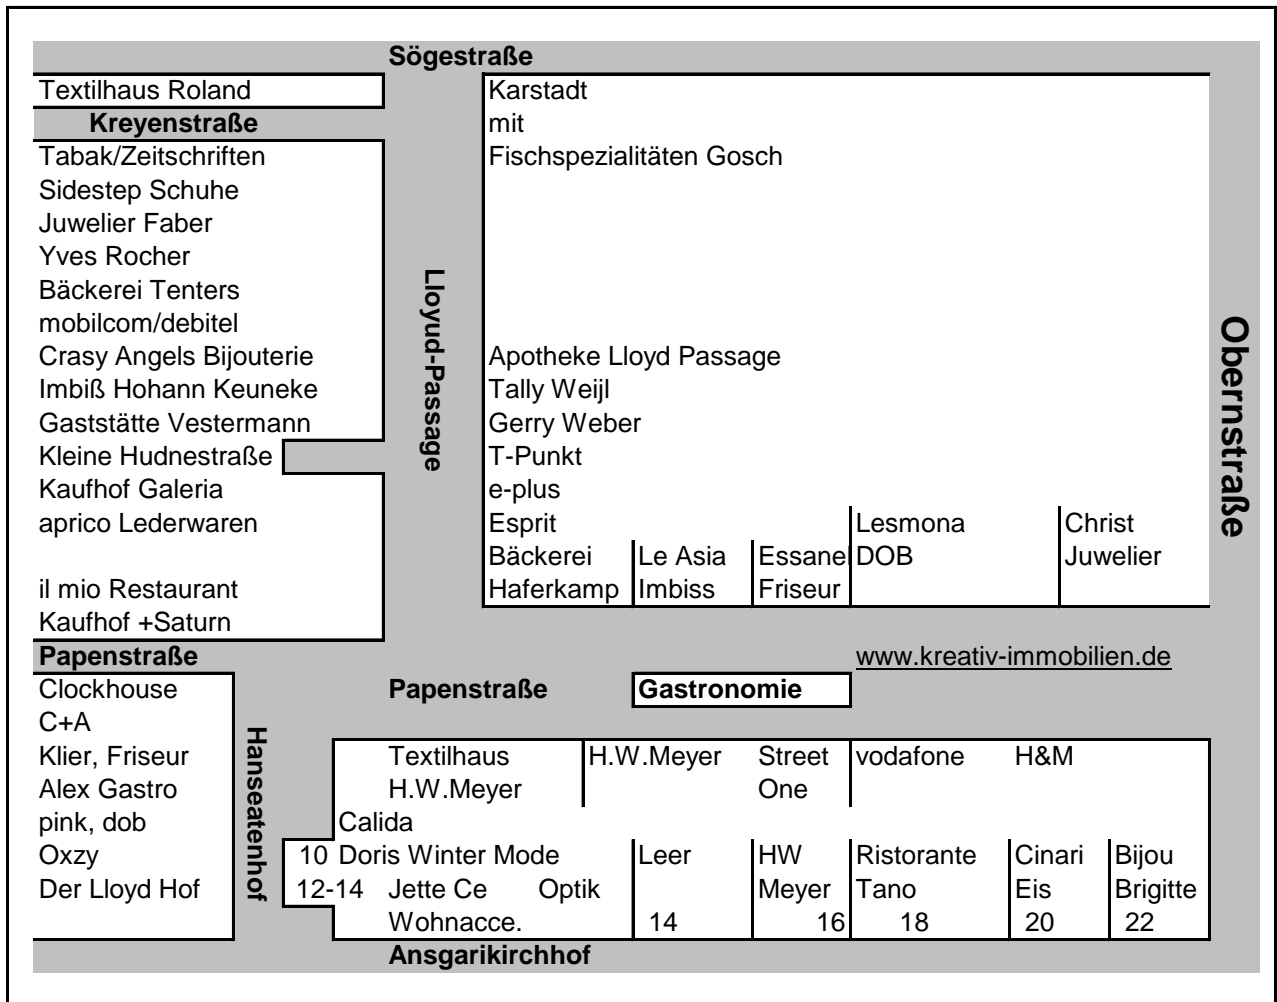 Sögestraße
Textilhaus Roland
Kreyenstraße
Tabak/Zeitschriften
Sidestep Schuhe
Juwelier Faber
Yves Rocher
Bäckerei Tenters
mobilcom/debitel
Crasy Angels Bijouterie
Imbiß Hohann Keuneke
Gaststätte Vestermann
Kleine Hudnestraße
Kaufhof Galeria
aprico Lederwaren
il mio Restaurant
Kaufhof +Saturn
Lloyud-Passage
Karstadt
mit
Fischspezialitäten Gosch
Apotheke Lloyd Passage
Tally Weijl
Gerry Weber
T-Punkt
e-plus
Esprit
Bäckerei
Haferkamp
Le Asia
Imbiss
Essanel
Friseur
Lesmona
DOB
Christ
Juwelier
Obernstraße
Papenstraße
www.kreativ-immobilien.de
Clockhouse
C+A
Klier, Friseur
Alex Gastro
pink, dob
Oxzy
Der Lloyd Hof
Hanseatenhof
Papenstraße
Gastronomie
Textilhaus
H.W.Meyer
H.W.Meyer
Street
One
vodafone
H&M
Calida
10 Doris Winter Mode
12-14 Jette Ce Optik
Wohnacce.
Leer
14
HW
Meyer
16
Ristorante
Tano
18
Cinari
Eis
20
Bijou
Brigitte
22
Ansgarikirchhof